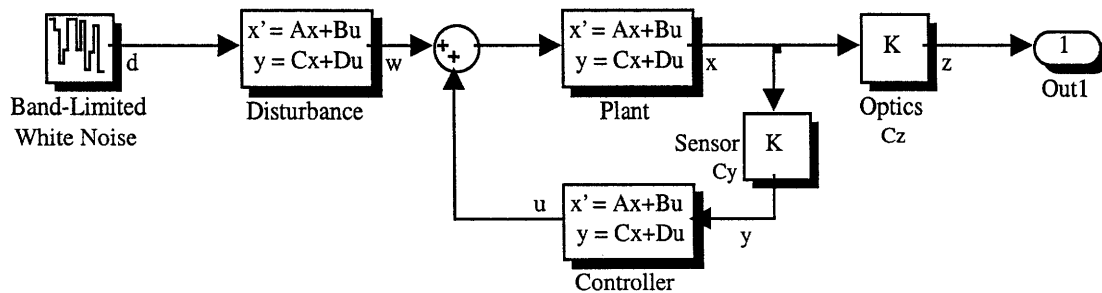 d
Band-Limited
White Noise
x' = Ax+Bu
y = Cx+Du
Disturbance
w
+
+
x' = Ax+Bu
y = Cx+Du
Plant
x
K
Optics
Cz
z
1
Out1
Sensor
Cy
K
y
x' = Ax+Bu
y = Cx+Du
Controller
u